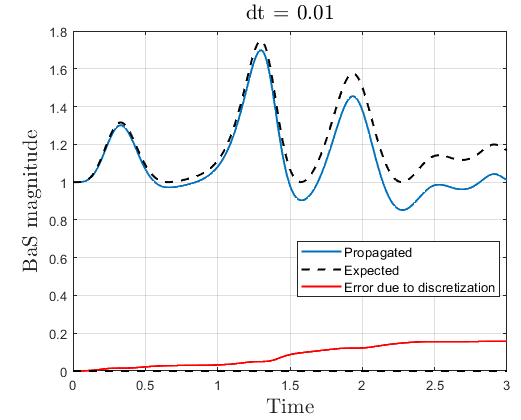 dt = 0.01
BaS magnitude
1.8
1.6
1.4
1.2
1
0.8
0.6
0.4
0.2
0
Propagated
Expected
Error due to discretization
0
0.5
1
1.5
2
2.5
3
Time